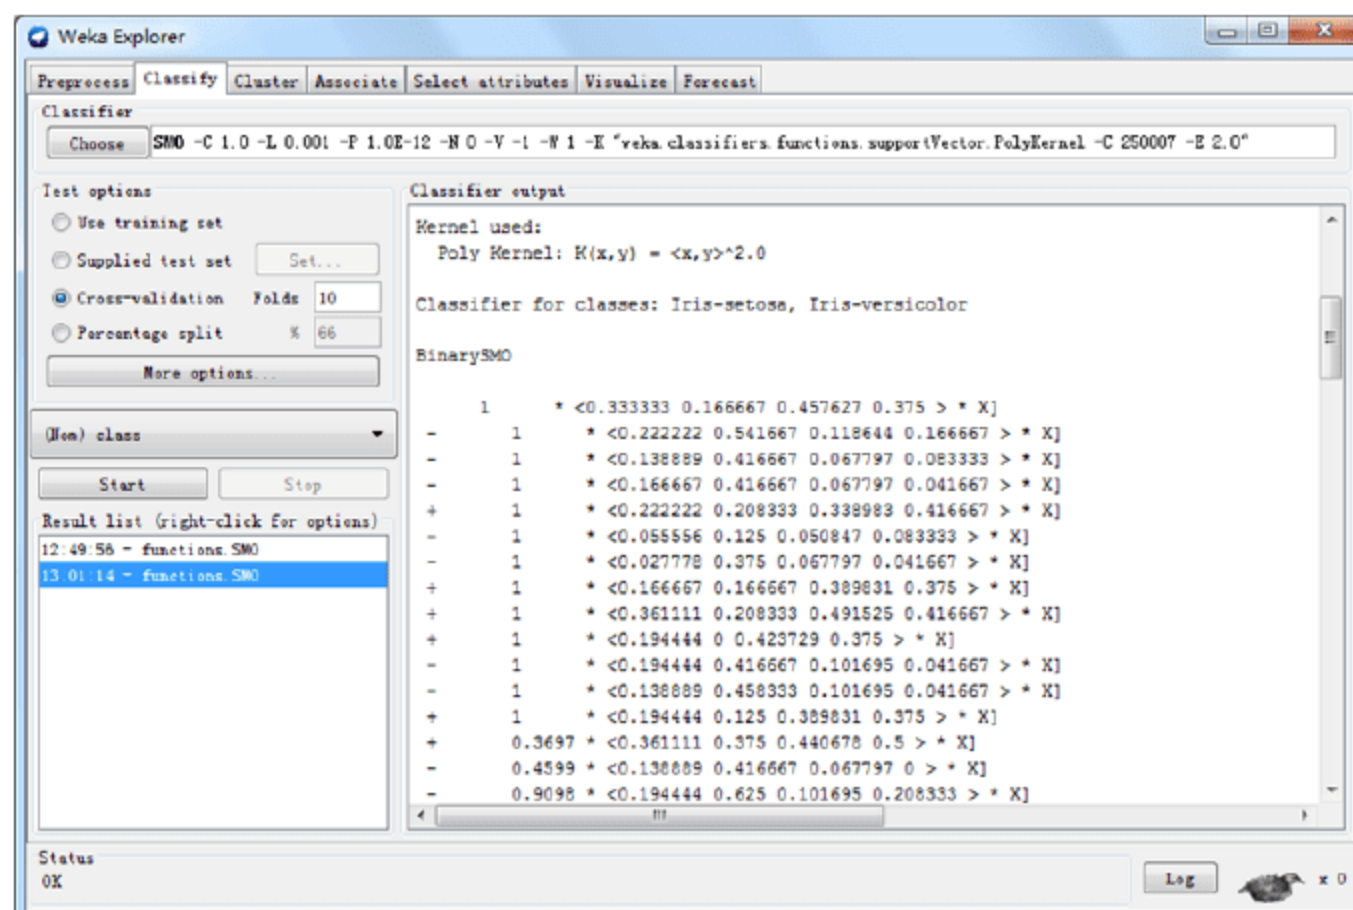 Weka Explorer
Preprocess Classify Cluster Associate Select attributes Visualize Forecast
Classifier
Choose SMO -C 1.0 -L 0.001 -P 1.0E-12 -N 0 -V -1 -W 1 -K "weka.classifiers.functions.supportVector.PolyKernel -C 250007 -E 2.0"
Test options
Use training set
Supplied test set Set...
Cross-validation Folds 10
Percentage split % 66
More options...
(Nom) class
Start Stop
Result list (right-click for options)
12:49:56 - functions.SMO
13:01:14 - functions.SMO
Classifier output
Kernel used:
Poly Kernel: K(x,y) = <x,y>^2.0
Classifier for classes: Iris-setosa, Iris-versicolor
BinarySMO
1 * <0.333333 0.166667 0.457627 0.375 > * X]
- 1 * <0.222222 0.541667 0.118644 0.166667 > * X]
- 1 * <0.138889 0.416667 0.067797 0.083333 > * X]
- 1 * <0.166667 0.416667 0.067797 0.041667 > * X]
+ 1 * <0.222222 0.208333 0.338983 0.416667 > * X]
- 1 * <0.055556 0.125 0.050847 0.083333 > * X]
- 1 * <0.027778 0.375 0.067797 0.041667 > * X]
+ 1 * <0.166667 0.166667 0.389831 0.375 > * X]
+ 1 * <0.361111 0.208333 0.491525 0.416667 > * X]
+ 1 * <0.194444 0 0.423729 0.375 > * X]
- 1 * <0.194444 0.416667 0.101695 0.041667 > * X]
- 1 * <0.138889 0.458333 0.101695 0.041667 > * X]
+ 1 * <0.194444 0.125 0.389831 0.375 > * X]
+ 0.3697 * <0.361111 0.375 0.440678 0.5 > * X]
- 0.4599 * <0.138889 0.416667 0.067797 0 > * X]
- 0.9098 * <0.194444 0.625 0.101695 0.208333 > * X]
Status
OK
Log x 0